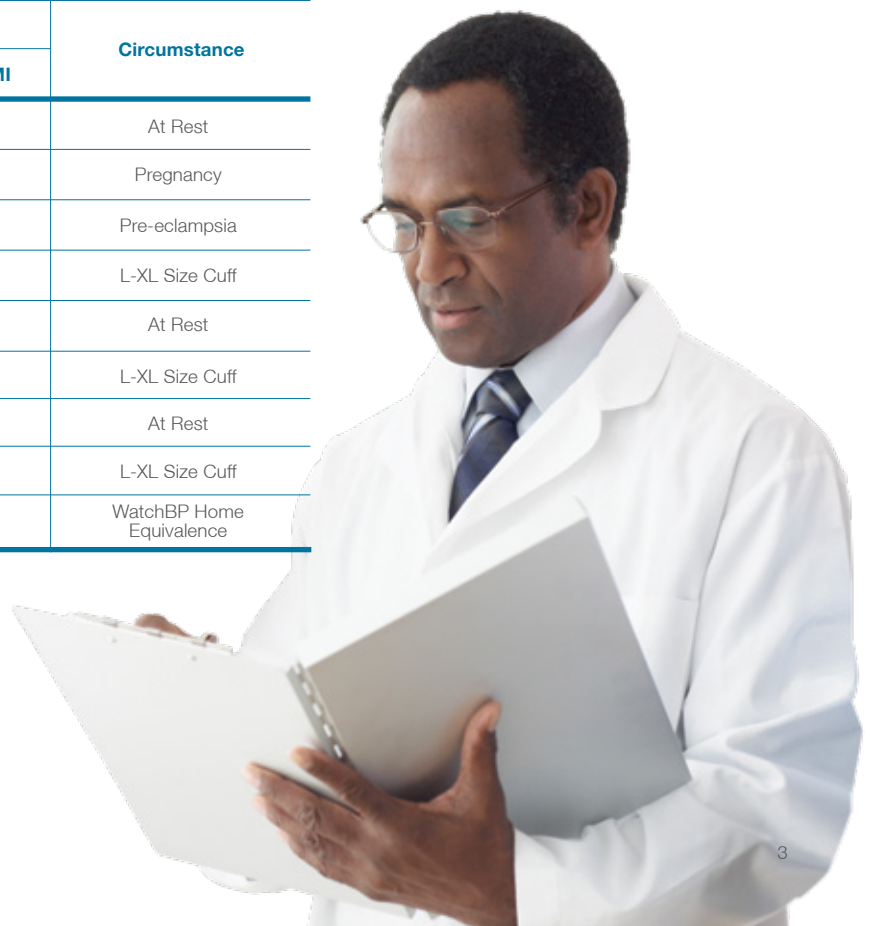 Circumstance
MI
At Rest
Pregnancy
Pre-eclampsia
L-XL Size Cuff
At Rest
L-XL Size Cuff
At Rest
L-XL Size Cuff
WatchBP Home
Equivalence
3